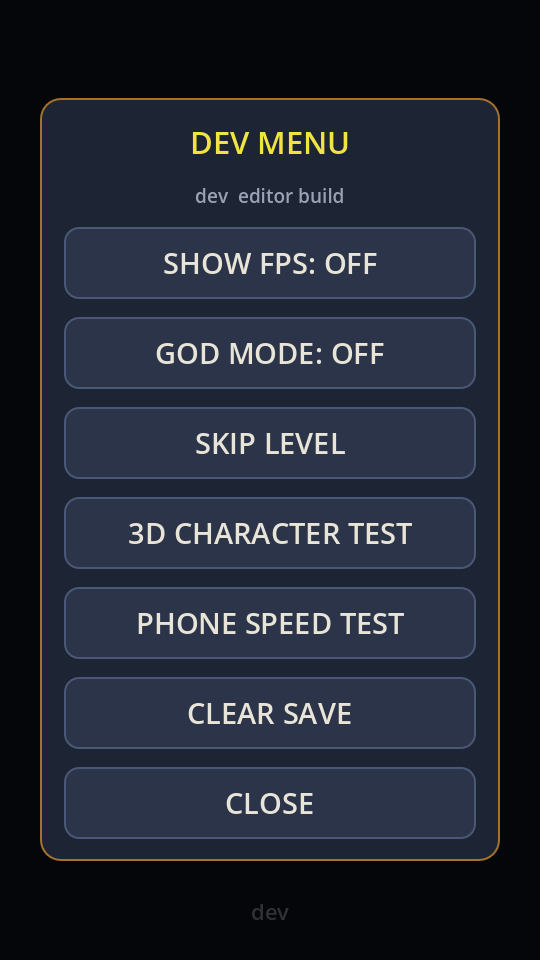 DEV MENU
dev  editor build
SHOW FPS: OFF
GOD MODE: OFF
SKIP LEVEL
3D CHARACTER TEST
PHONE SPEED TEST
CLEAR SAVE
CLOSE
dev